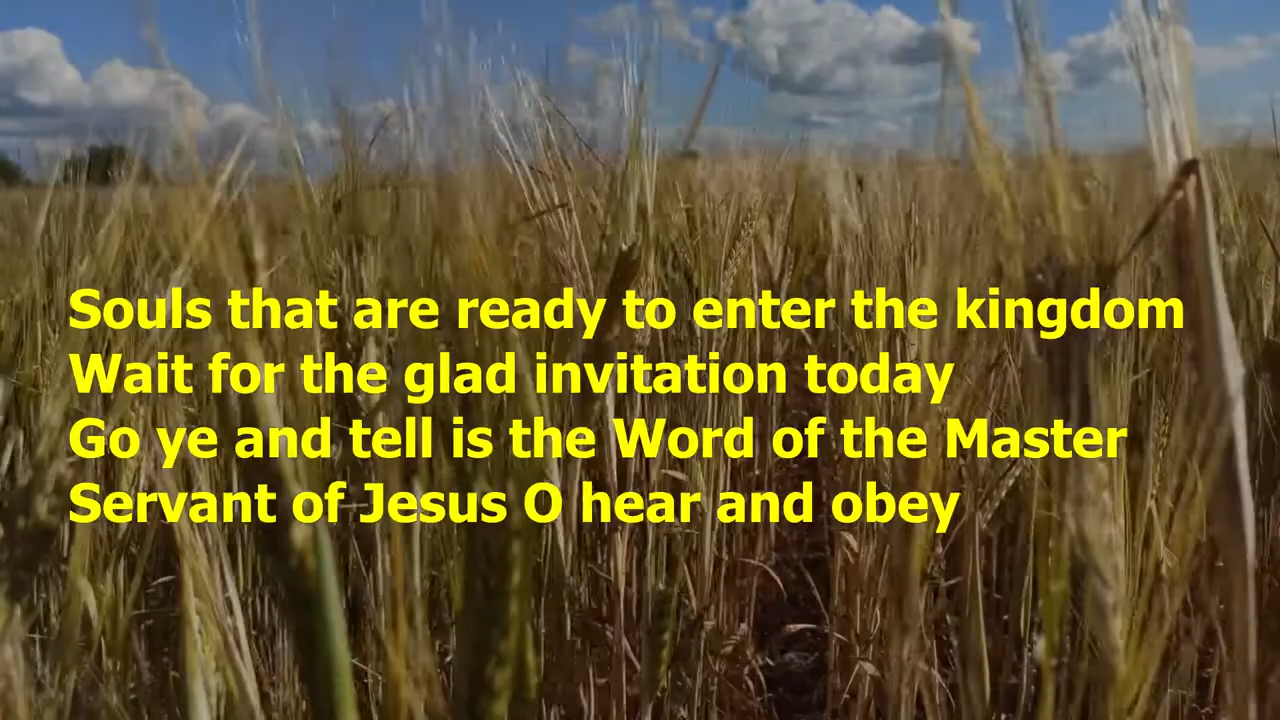 Souls that are ready to enter the kingdom
Wait for the glad invitation today
Go ye and tell is the Word of the Master
Servant of Jesus O hear and obey